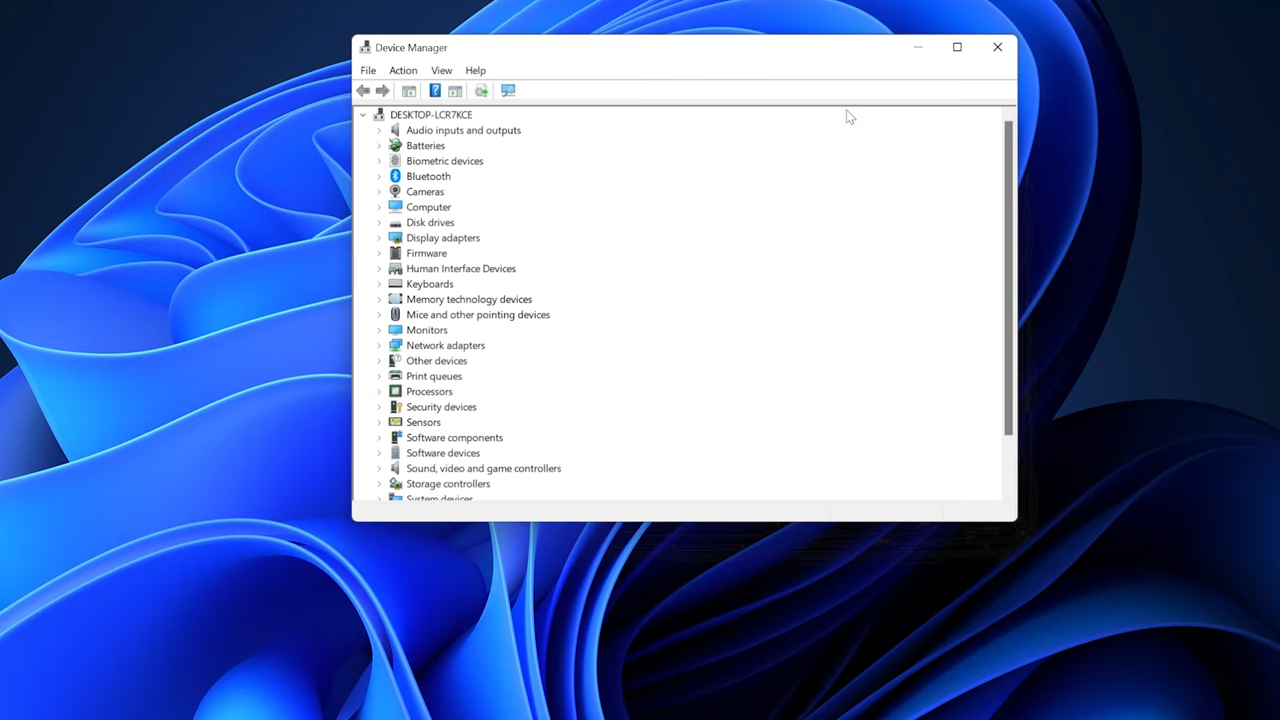 Device Manager
File Action View Help
DESKTOP-LCR7KCE
Audio inputs and outputs
Batteries
Biometric devices
Bluetooth
Cameras
Computer
Disk drives
Display adapters
Firmware
Human Interface Devices
Keyboards
Memory technology devices
Mice and other pointing devices
Monitors
Network adapters
Other devices
Print queues
Processors
Security devices
Sensors
Software components
Software devices
Sound, video and game controllers
Storage controllers
System devices